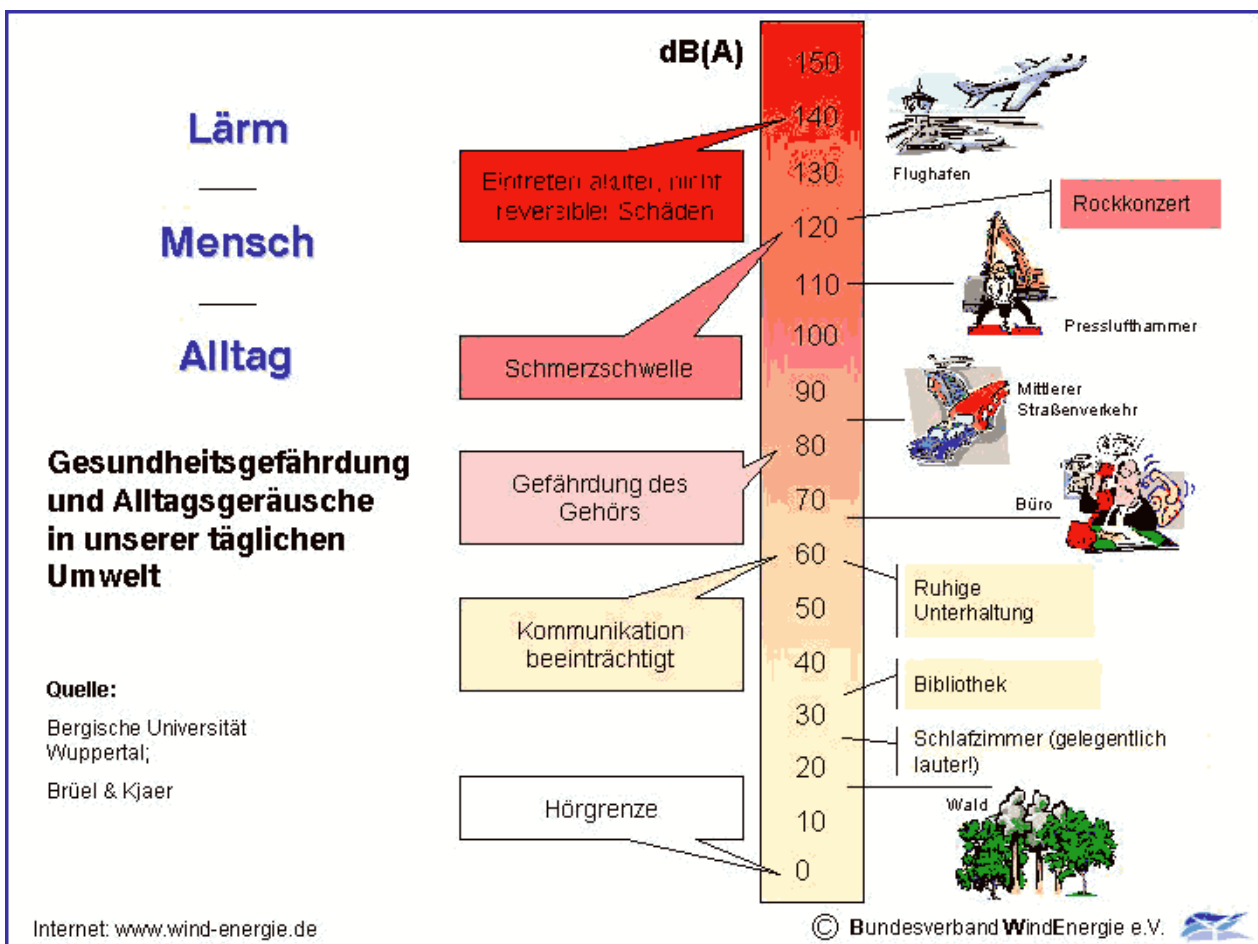 Lärm
Mensch
Alltag
Gesundheitsgefährdung
und Alltagsgeräusche
in unserer täglichen
Umwelt
Quelle:
Bergische Universität
Wuppertal;
Brüel & Kjaer
Internet: www.wind-energie.de
Eintreten akuter, nicht
reversibler Schäden
Schmerzschwelle
Gefährdung des
Gehörs
Kommunikation
beeinträchtigt
Hörgrenze
dB(A)
150
140
130
120
110
100
90
80
70
60
50
40
30
20
10
0
Flughafen
Rockkonzert
Presslufthammer
Mittlerer
Straßenverkehr
Büro
Ruhige
Unterhaltung
Bibliothek
Schlafzimmer (gelegentlich
lauter!)
Wald
© Bundesverband WindEnergie e.V.